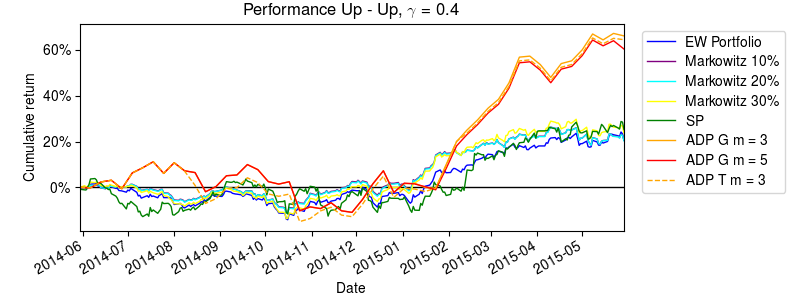 Performance Up - Up, γ = 0.4
Cumulative return
60%
40%
20%
0%
2014-06
2014-07
2014-08
2014-09
2014-10
2014-11
2014-12
2015-01
2015-02
2015-03
2015-04
2015-05
Date
EW Portfolio
Markowitz 10%
Markowitz 20%
Markowitz 30%
SP
ADP G m = 3
ADP G m = 5
ADP T m = 3